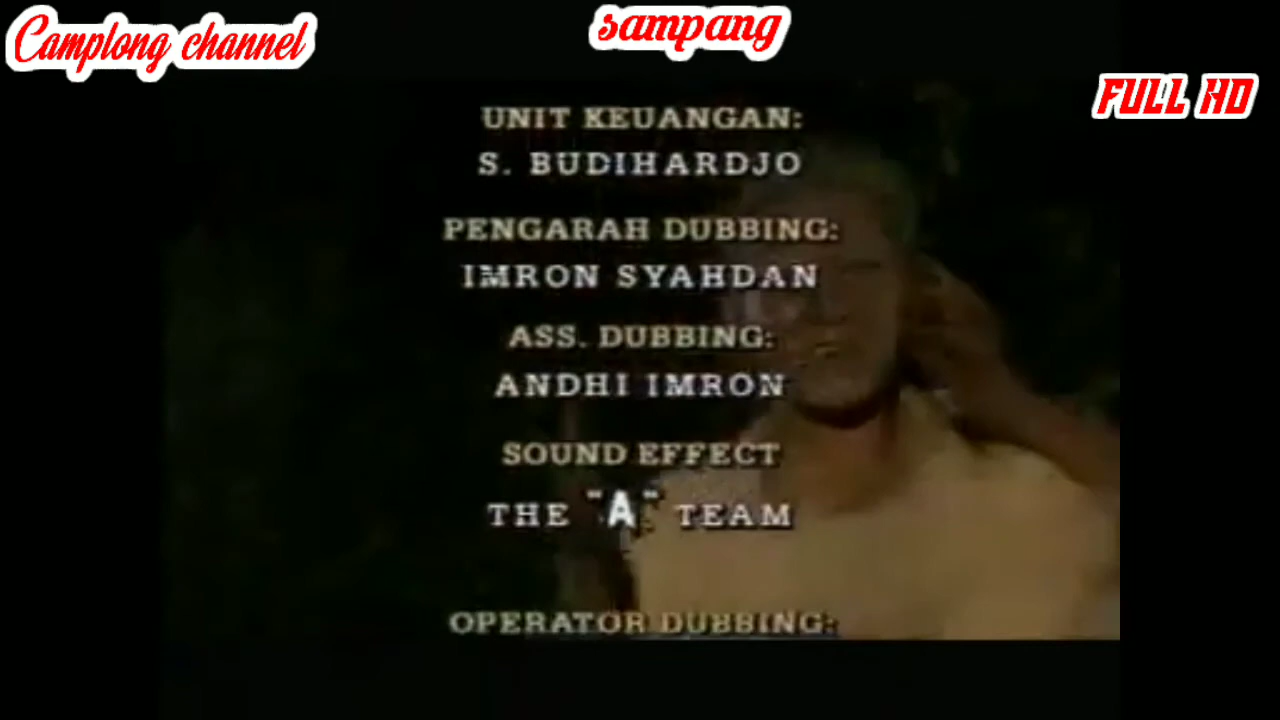 Camplong channel
sampang
FULL HD
UNIT KEUANGAN:
S. BUDIHARDJO
PENGARAH DUBBING:
IMRON SYAHDAN
ASS. DUBBING:
ANDHI IMRON
SOUND EFFECT
THE "A" TEAM
OPERATOR DUBBING: